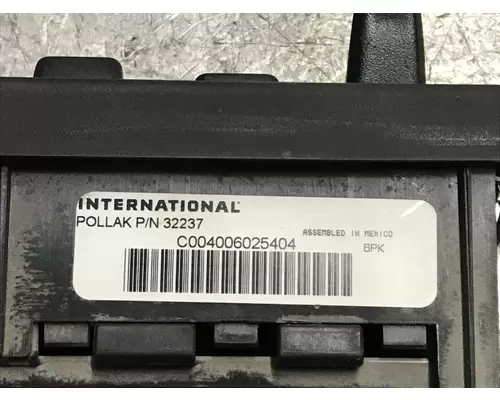 INTERNATIONAL
POLLAK P/N 32237
ASSEMBLED IN MEXICO
C004006025404
BPK